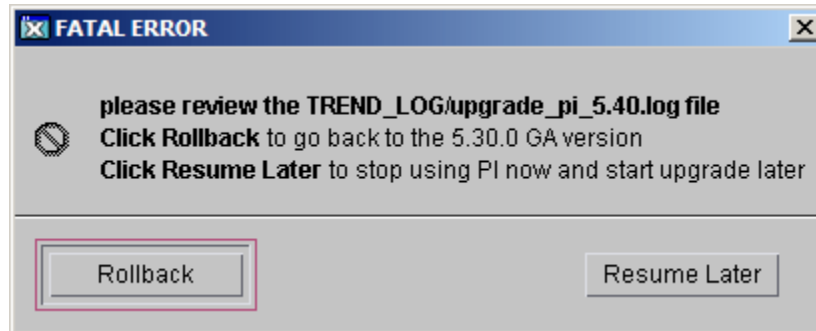 FATAL ERROR
please review the TREND_LOG/upgrade_pi_5.40.log file
Click Rollback to go back to the 5.30.0 GA version
Click Resume Later to stop using PI now and start upgrade later
Rollback
Resume Later